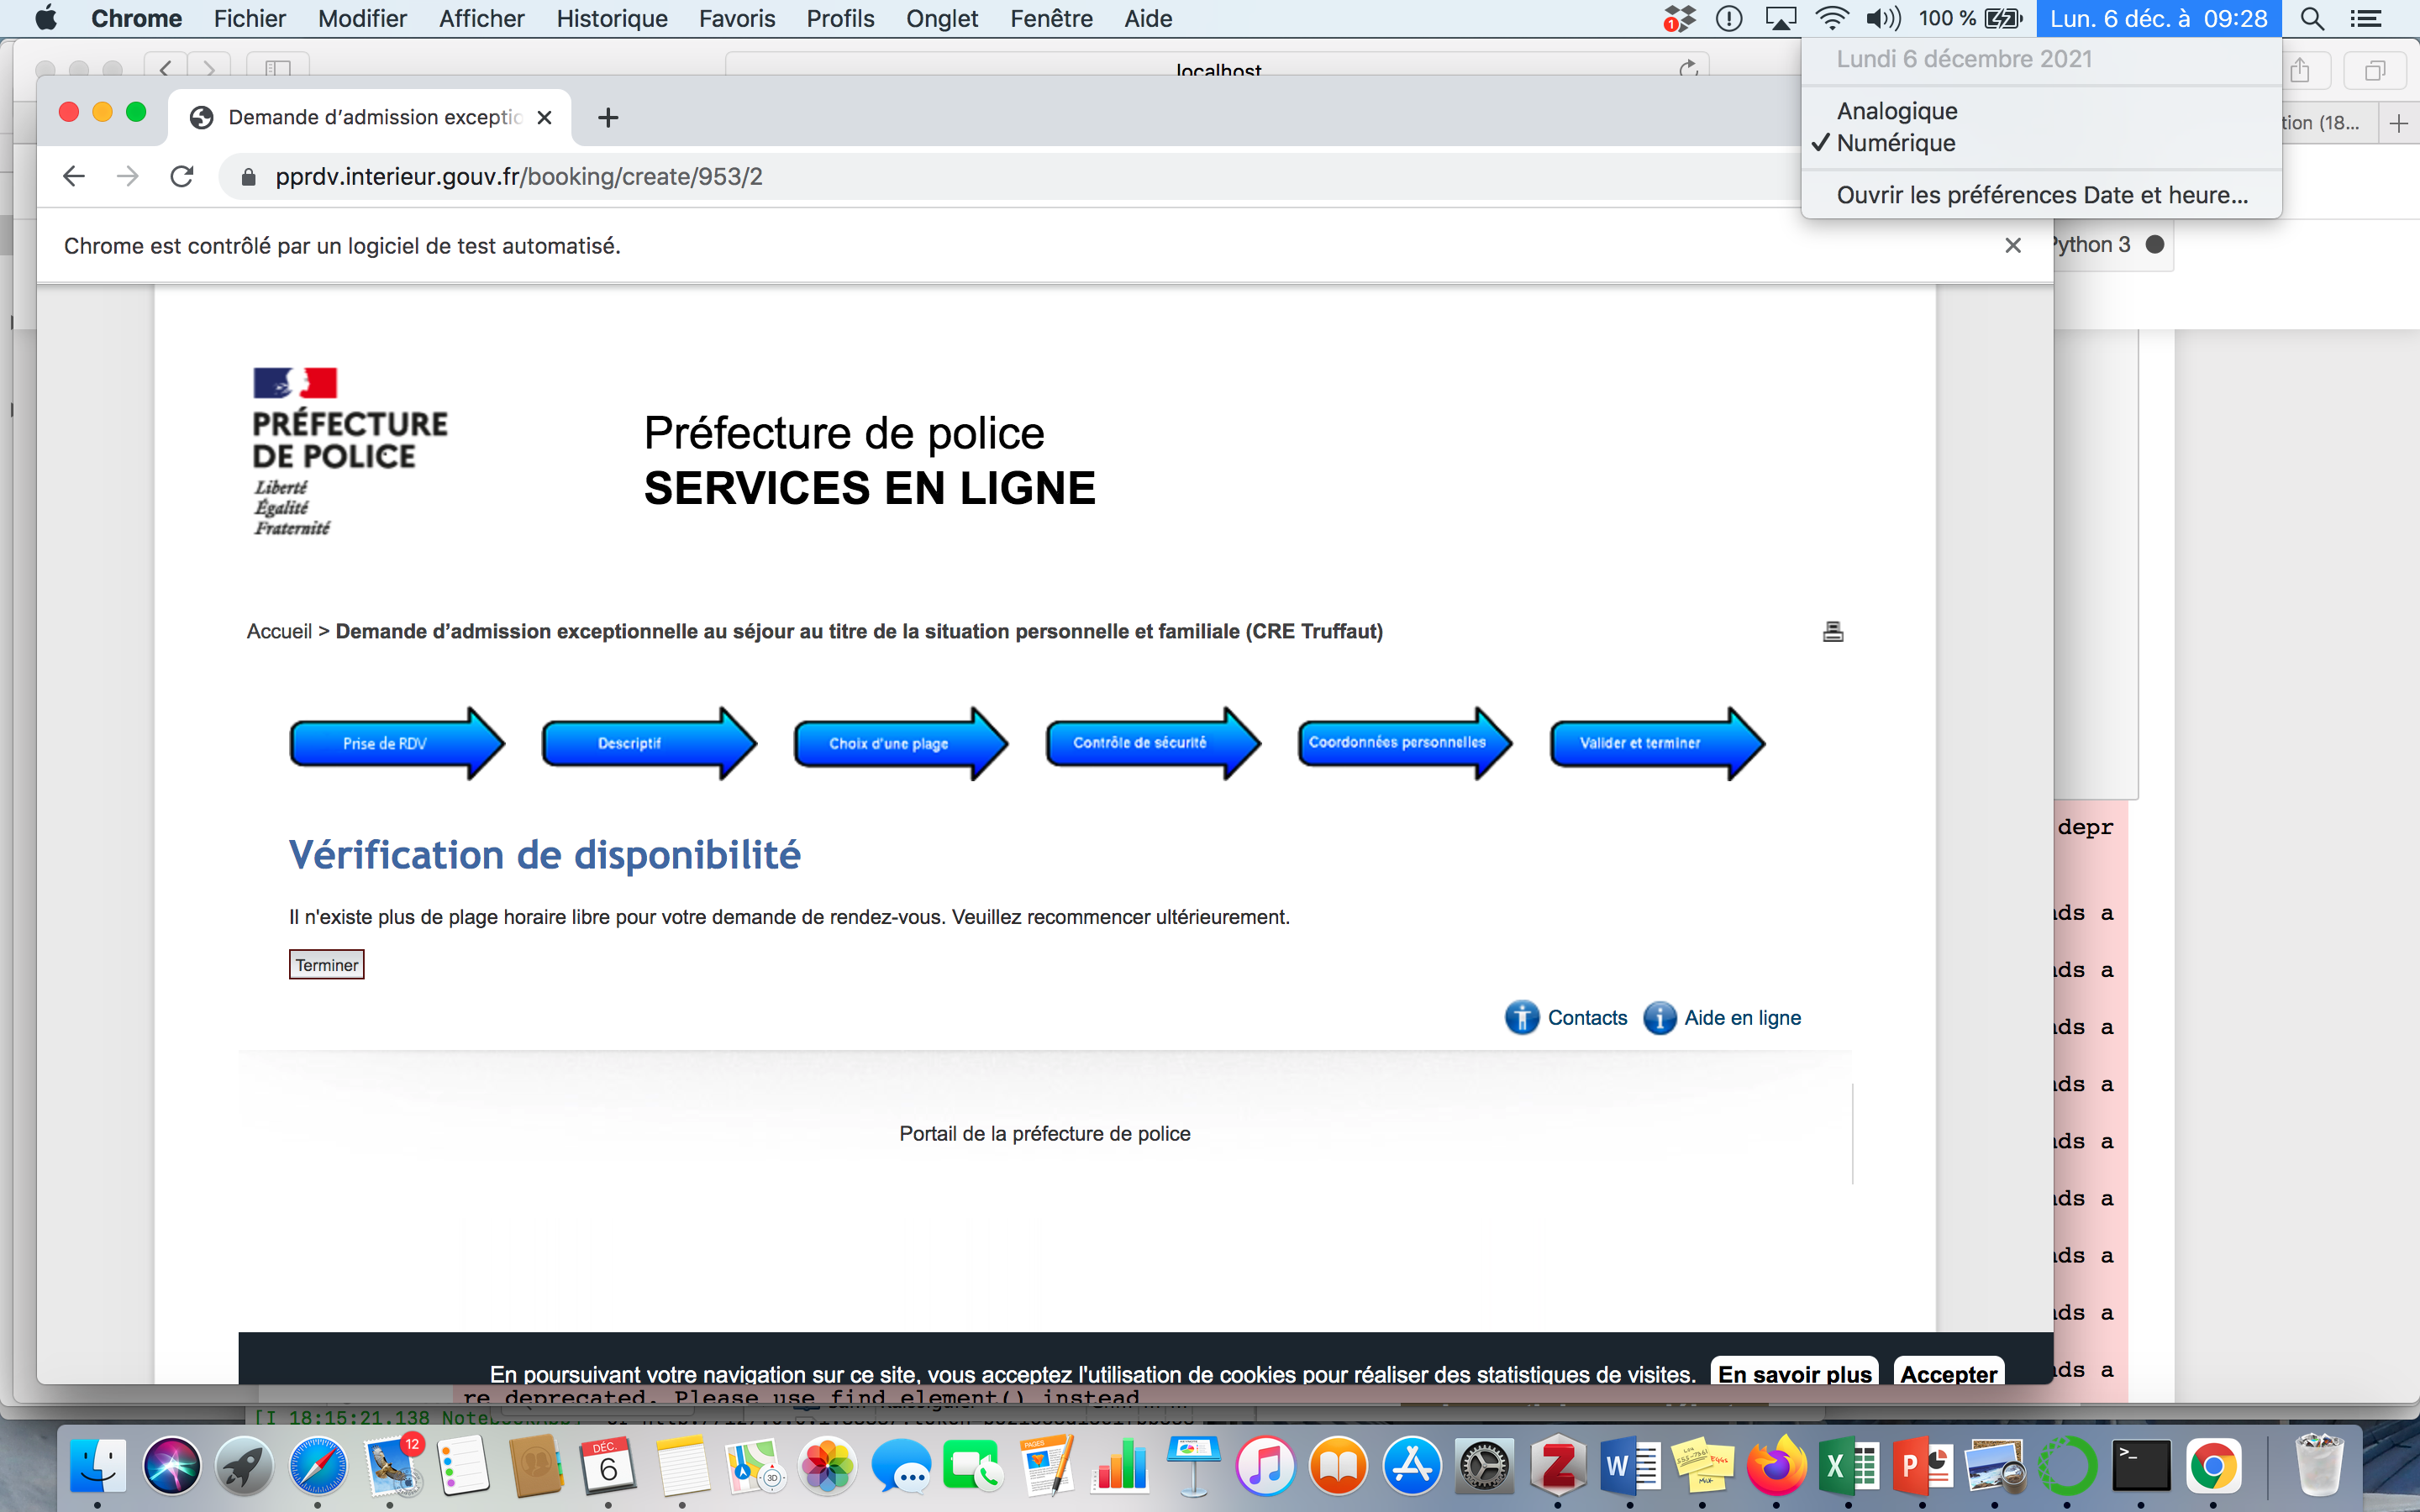 Chrome Fichier Modifier Afficher Historique Favoris Profils Onglet Fenêtre Aide 1 100 % Lun. 6 déc. à 09:28
Lundi 6 décembre 2021
Analogique
✓ Numérique
Ouvrir les préférences Date et heure...
localhost
Demande d'admission exceptio
tion (18...
pprdv.interieur.gouv.fr/booking/create/953/2
Chrome est contrôlé par un logiciel de test automatisé.
ython 3
PRÉFECTURE
DE POLICE
Liberté
Égalité
Fraternité
Préfecture de police
SERVICES EN LIGNE
Accueil > Demande d'admission exceptionnelle au séjour au titre de la situation personnelle et familiale (CRE Truffaut)
Prise de RDV
Descriptif
Choix d'une plage
Contrôle de sécurité
Coordonnées personnelles
Valider et terminer
depr
Vérification de disponibilité
Il n'existe plus de plage horaire libre pour votre demande de rendez-vous. Veuillez recommencer ultérieurement.
Terminer
ds a
ds a
Contacts
Aide en ligne
ds a
ds a
Portail de la préfecture de police
ds a
ds a
ds a
ds a
ds a
En poursuivant votre navigation sur ce site, vous acceptez l'utilisation de cookies pour réaliser des statistiques de visites. En savoir plus Accepter
re deprecated. Please use find_element() instead
[I 18:15:21.138
12
DÉC.
6
PAGES
3D